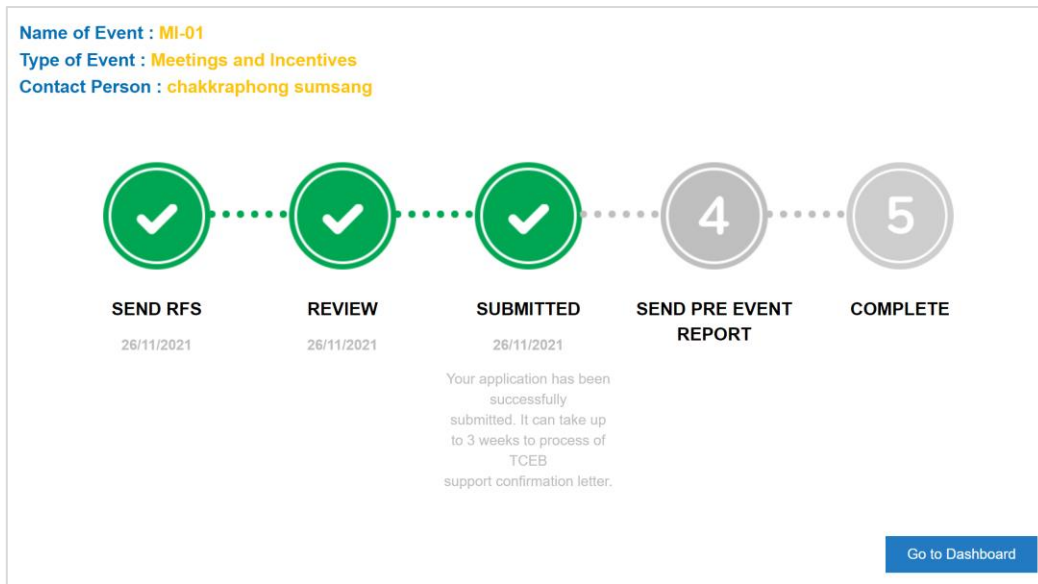 Name of Event : MI-01
Type of Event : Meetings and Incentives
Contact Person : chakkraphong sumsang
4
5
SEND RFS
REVIEW
SUBMITTED
SEND PRE EVENT
REPORT
COMPLETE
26/11/2021
26/11/2021
26/11/2021
Your application has been
successfully
submitted. It can take up
to 3 weeks to process of
TCEB
support confirmation letter.
Go to Dashboard